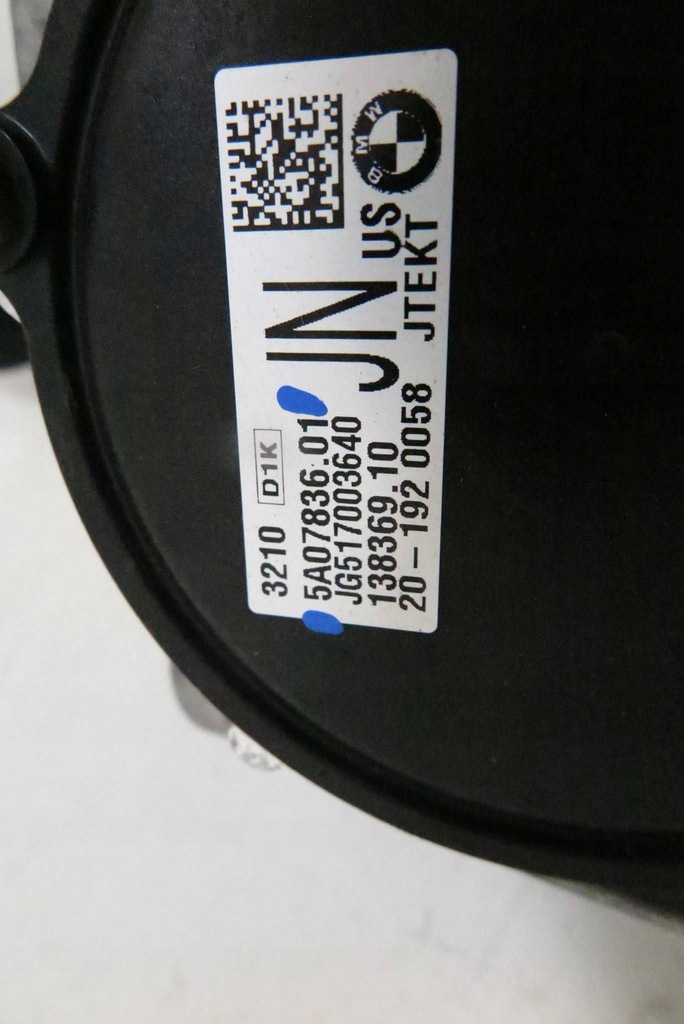 3210 D1K
5A07836.01
JG517003640
138369.10
20-192 0058
JN
US
JTEKT
BMW